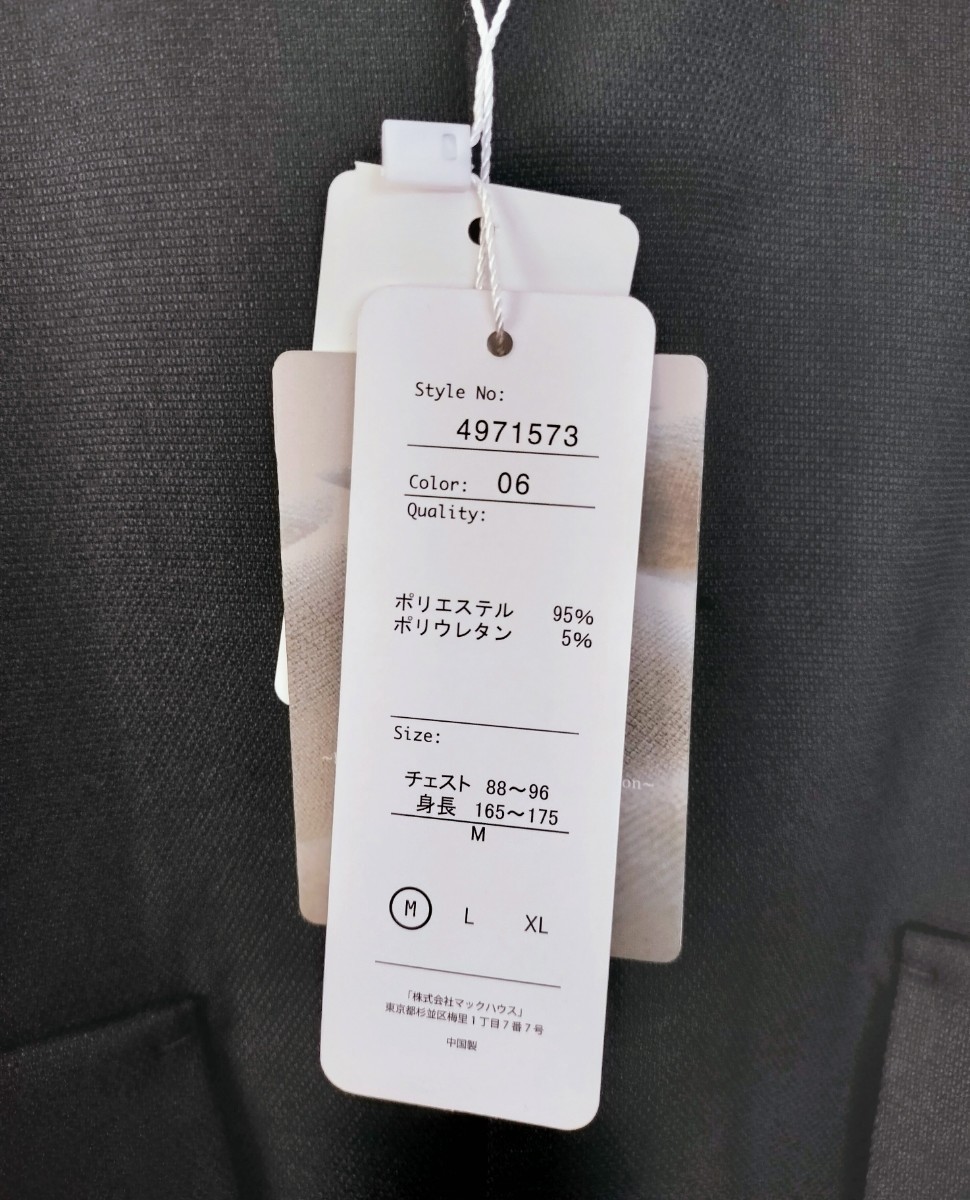 Style No:
4971573
Color: 06
Quality:
ポリエステル 95%
ポリウレタン 5%
Size:
チェスト 88〜96
身長 165〜175
M
M L XL
「株式会社マックハウス」
東京都杉並区梅里1丁目7番7号
中国製
on~